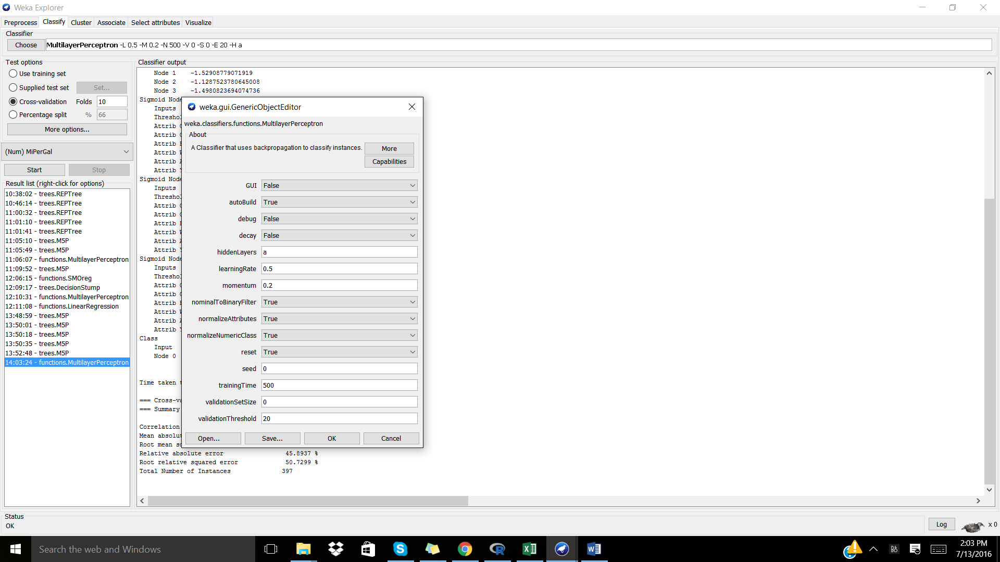 Weka Explorer
Preprocess Classify Cluster Associate Select attributes Visualize
Classifier
Choose MultilayerPerceptron -L 0.5 -M 0.2 -N 500 -V 0 -S 0 -E 20 -H a
Test options
Use training set
Supplied test set Set...
Cross-validation Folds 10
Percentage split % 66
More options...
(Num) MiPerGal
Start Stop
Result list (right-click for options)
10:38:02 - trees.REPTree
10:46:14 - trees.REPTree
11:00:32 - trees.REPTree
11:01:10 - trees.REPTree
11:01:41 - trees.REPTree
11:05:10 - trees.M5P
11:05:49 - trees.M5P
11:06:07 - functions.MultilayerPerceptron
11:09:52 - trees.M5P
12:06:15 - functions.SMOreg
12:09:17 - trees.DecisionStump
12:10:31 - functions.MultilayerPerceptron
12:11:08 - functions.LinearRegression
13:48:59 - trees.M5P
13:50:01 - trees.M5P
13:50:18 - trees.M5P
13:50:35 - trees.M5P
13:52:48 - trees.M5P
14:03:24 - functions.MultilayerPerceptron
Classifier output
Node 1 -1.52908779071919
Node 2 -1.1287523780645008
Node 3 -1.4980823694074736
Sigmoid Node
Inputs
Threshol
Attrib
Attrib
Attrib
Attrib
Attrib
Attrib
Sigmoid Node
Inputs
Threshol
Attrib
Attrib
Attrib
Attrib
Attrib
Attrib
Sigmoid Node
Inputs
Threshol
Attrib
Attrib
Attrib
Attrib
Attrib
Attrib
Class
Input
Node 0
Time taken
=== Cross-va
=== Summary
Correlation
Mean absolut
Root mean sq
Relative absolute error 45.8937 %
Root relative squared error 50.7299 %
Total Number of Instances 397
weka.gui.GenericObjectEditor
weka.classifiers.functions.MultilayerPerceptron
About
A Classifier that uses backpropagation to classify instances.
More
Capabilities
GUI False
autoBuild True
debug False
decay False
hiddenLayers a
learningRate 0.5
momentum 0.2
nominalToBinaryFilter True
normalizeAttributes True
normalizeNumericClass True
reset True
seed 0
trainingTime 500
validationSetSize 0
validationThreshold 20
Open... Save... OK Cancel
Status
OK
Log x 0
Search the web and Windows
2:03 PM
7/13/2016